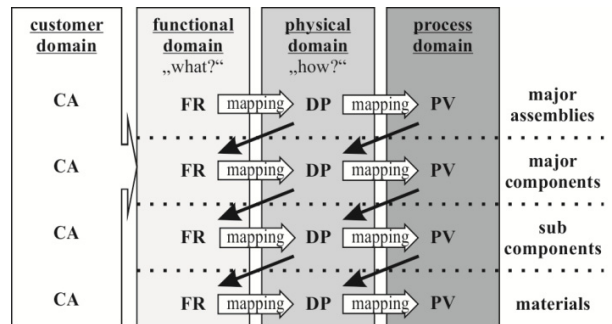 customer domain
functional domain
„what?“
physical domain
„how?“
process domain
CA FR mapping DP mapping PV major assemblies
CA FR mapping DP mapping PV major components
CA FR mapping DP mapping PV sub components
CA FR mapping DP mapping PV materials